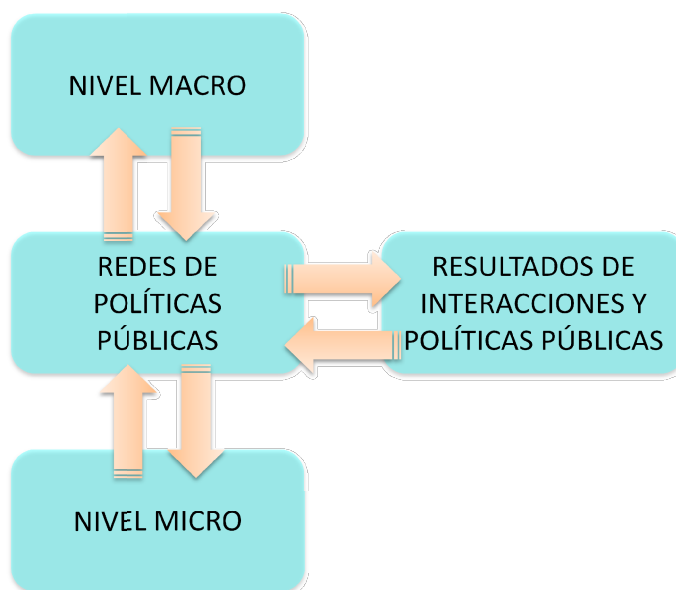 NIVEL MACRO
REDES DE
POLÍTICAS
PÚBLICAS
RESULTADOS DE
INTERACCIONES Y
POLÍTICAS PÚBLICAS
NIVEL MICRO